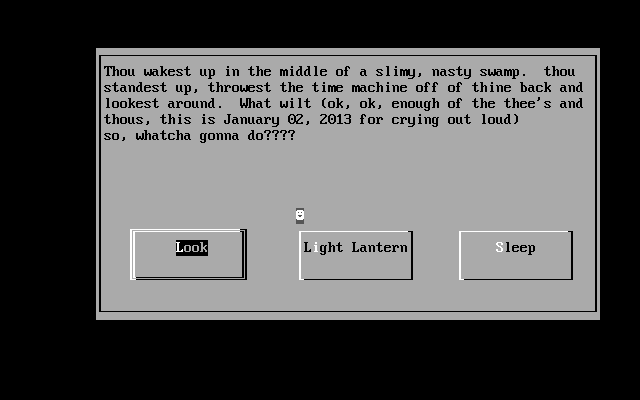 Thou wakest up in the middle of a slimy, nasty swamp.  thou
standest up, throwest the time machine off of thine back and
lookest around.  What wilt (ok, ok, enough of the thee's and
thous, this is January 02, 2013 for crying out loud)
so, whatcha gonna do????
Look
Light Lantern
Sleep